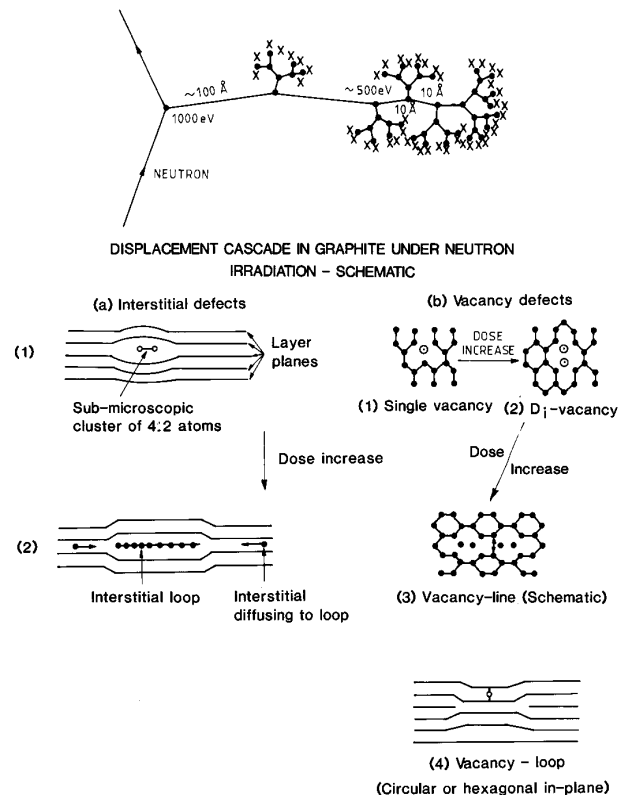 ~100 Å
1000eV
~500eV
10 Å
10Å
NEUTRON
X X X X X X X X X X X X X X X X X X X X X X X X X X X X X X X X
DISPLACEMENT CASCADE IN GRAPHITE UNDER NEUTRON
IRRADIATION – SCHEMATIC
(a) Interstitial defects
(b) Vacancy defects
(1)
Layer
planes
Sub-microscopic
cluster of 4±2 atoms
DOSE
INCREASE
(1) Single vacancy
(2) Di-vacancy
Dose increase
Dose
Increase
(2)
Interstitial loop
Interstitial
diffusing to loop
(3) Vacancy-line (Schematic)
(4) Vacancy - loop
(Circular or hexagonal in-plane)